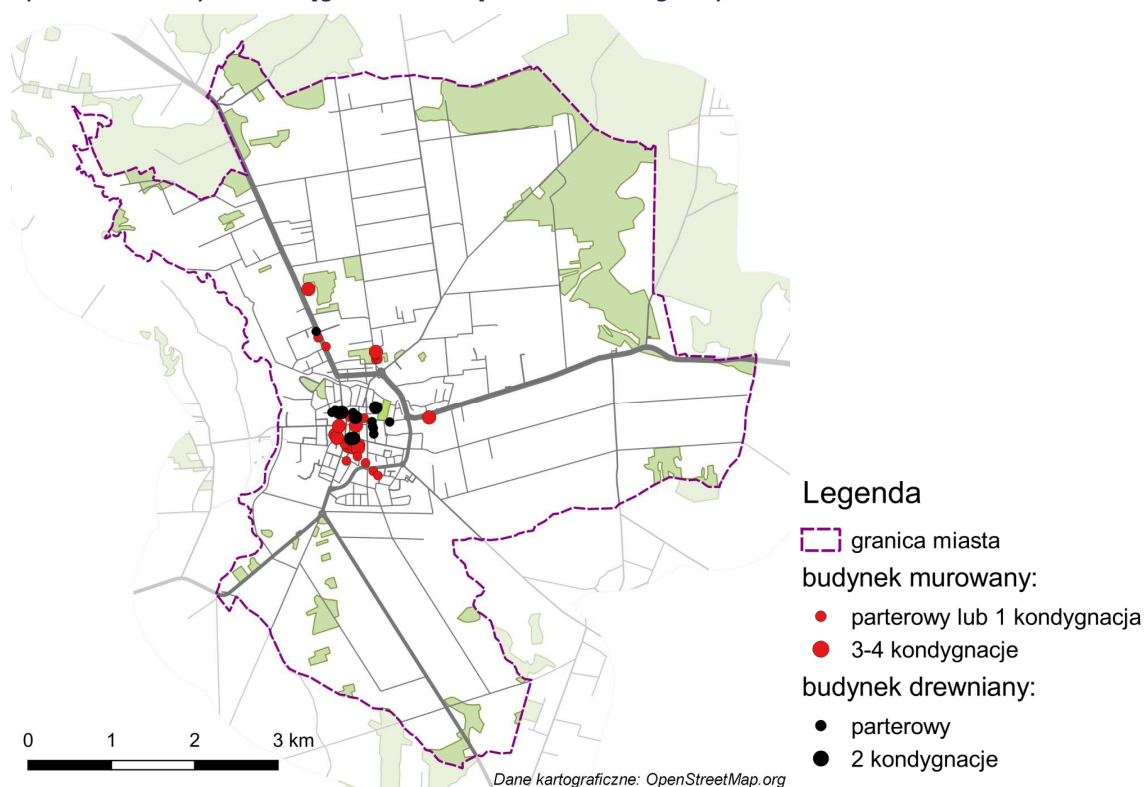 Legenda
granica miasta
budynek murowany:
parterowy lub 1 kondygnacja
3-4 kondygnacje
budynek drewniany:
parterowy
2 kondygnacje
0 1 2 3 km
Dane kartograficzne: OpenStreetMap.org